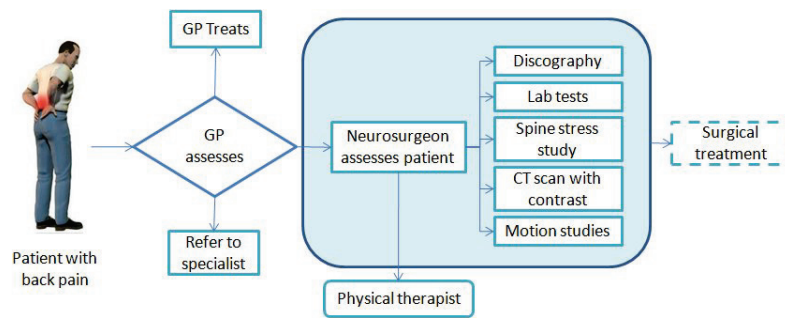 Patient with
back pain
GP Treats
GP
assesses
Refer to
specialist
Neurosurgeon
assesses patient
Physical therapist
Discography
Lab tests
Spine stress
study
CT scan with
contrast
Motion studies
Surgical
treatment